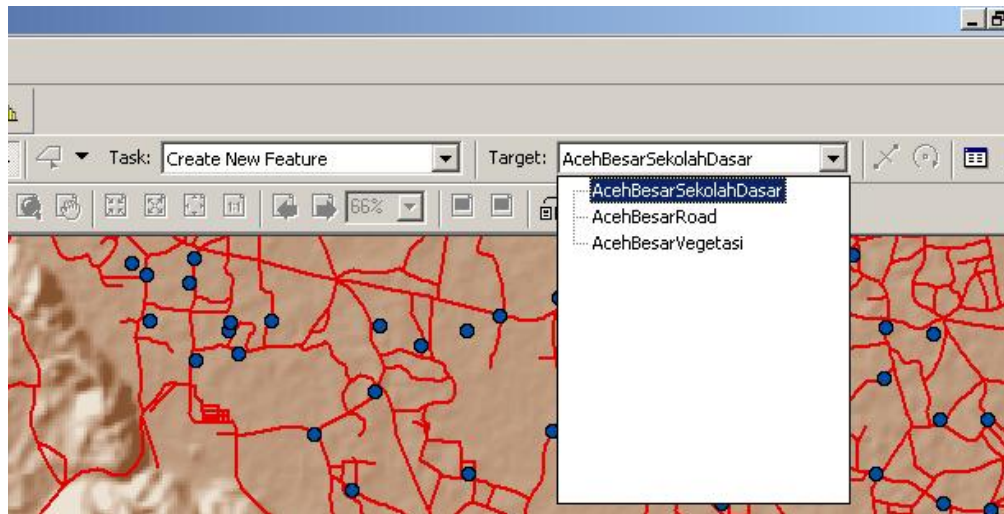 Task: Create New Feature Target: AcehBesarSekolahDasar
66%
AcehBesarSekolahDasar
AcehBesarRoad
AcehBesarVegetasi